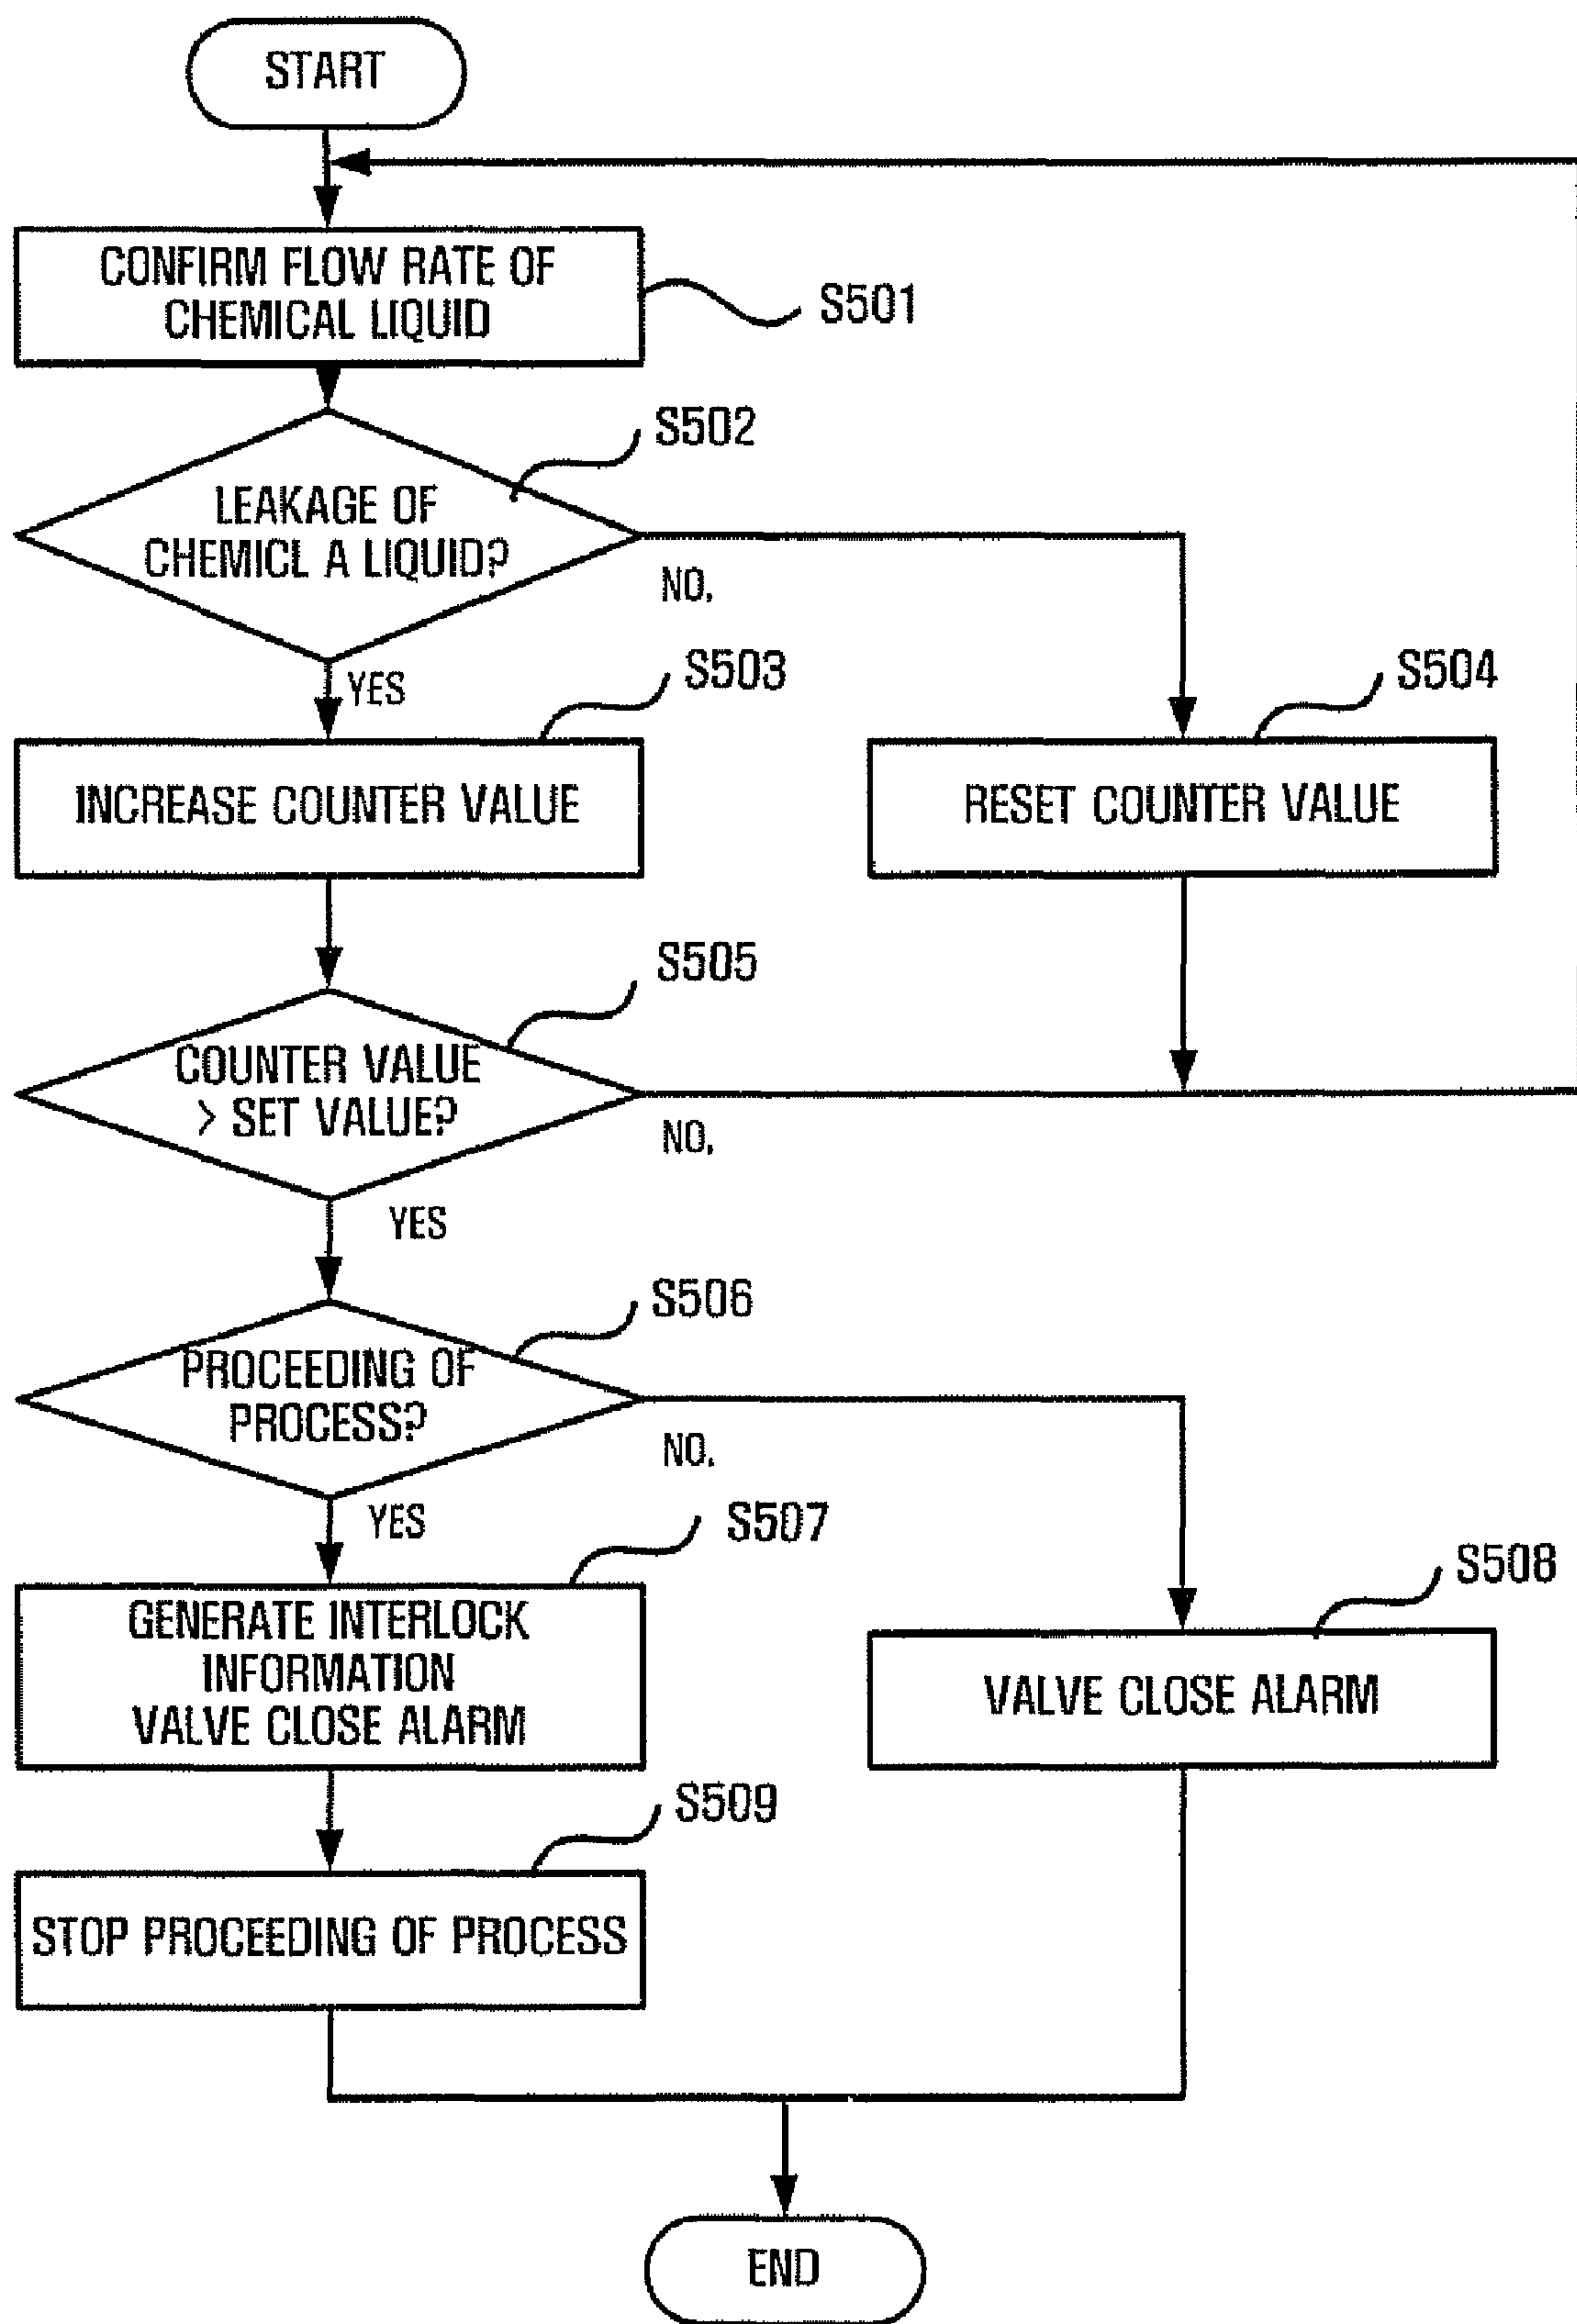 START
CONFIRM FLOW RATE OF
CHEMICAL LIQUID
S501
S502
LEAKAGE OF
CHEMICL A LIQUID?
NO.
YES
S503
S504
INCREASE COUNTER VALUE
RESET COUNTER VALUE
S505
COUNTER VALUE
> SET VALUE?
NO.
YES
S506
PROCEEDING OF
PROCESS?
NO.
YES
S507
S508
GENERATE INTERLOCK
INFORMATION
VALVE CLOSE ALARM
VALVE CLOSE ALARM
S509
STOP PROCEEDING OF PROCESS
END